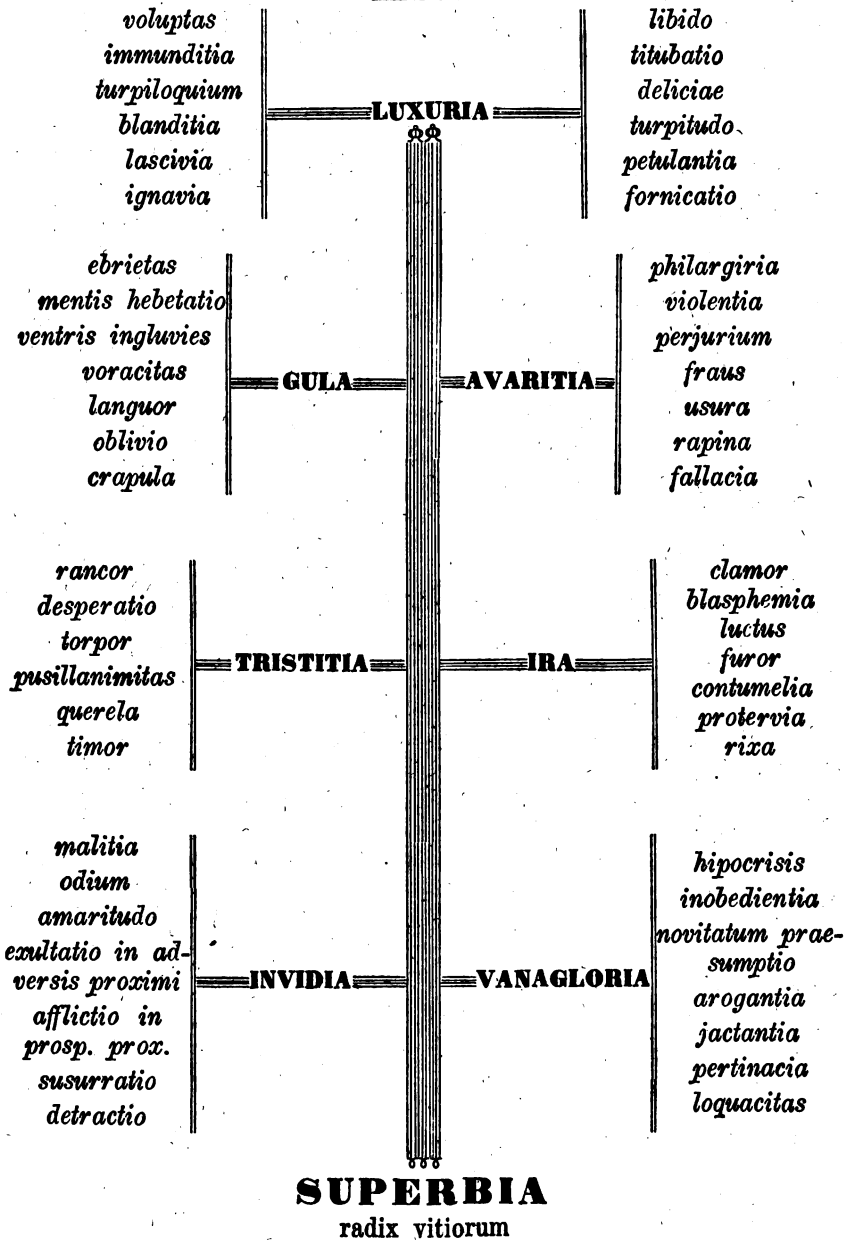 voluptas
immunditia
turpiloquium
blanditia
lascivia
ignavia
LUXURIA
libido
titubatio
deliciae
turpitudo
petulantia
fornicatio
ebrietas
mentis hebetatio
ventris ingluvies
voracitas
languor
oblivio
crapula
GULA
AVARITIA
philargiria
violentia
perjurium
fraus
usura
rapina
fallacia
rancor
desperatio
torpor
pusillanimitas
querela
timor
TRISTITIA
IRA
clamor
blasphemia
luctus
furor
contumelia
protervia
rixa
malitia
odium
amaritudo
exultatio in ad-
versis proximi
afflictio in
prosp. prox.
susurratio
detractio
INVIDIA
VANAGLORIA
hipocrisis
inobedientia
novitatum prae-
sumptio
arogantia
jactantia
pertinacia
loquacitas
SUPERBIA
radix vitiorum